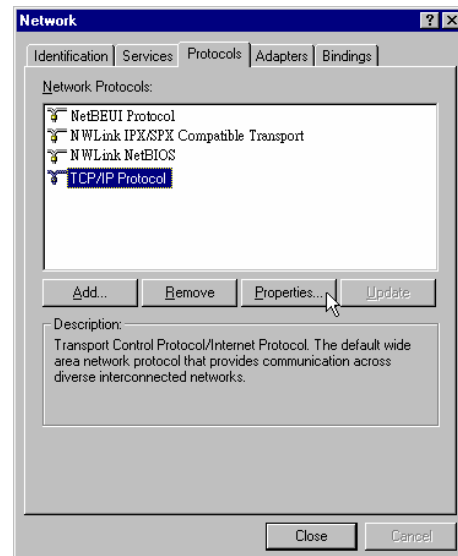 Network
Identification Services Protocols Adapters Bindings
Network Protocols:
NetBEUI Protocol
NWLink IPX/SPX Compatible Transport
NWLink NetBIOS
TCP/IP Protocol
Add... Remove Properties... Update
Description:
Transport Control Protocol/Internet Protocol. The default wide
area network protocol that provides communication across
diverse interconnected networks.
Close Cancel